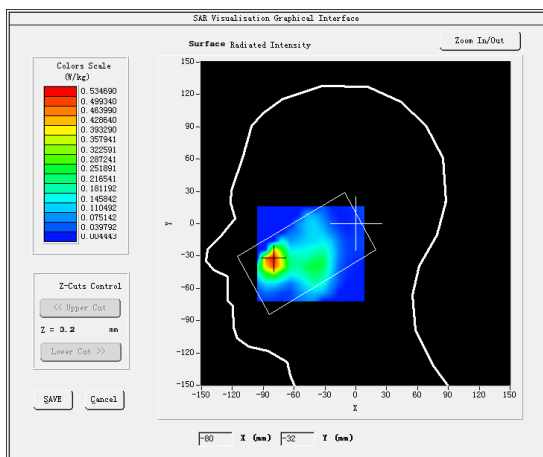 SAR Visualisation Graphical Interface
Surface Radiated Intensity
Zoom In/Out
Colors Scale
(W/kg)
0.534690
0.499340
0.463990
0.428640
0.393290
0.357941
0.322591
0.287241
0.251891
0.216541
0.181192
0.145842
0.110492
0.075142
0.039792
0.004443
Z-Cuts Control
<< Upper Cut
Z = 3.2 mm
Lower Cut >>
SAVE
Cancel
150
120
90
60
30
0
-30
-60
-90
-120
-150
Y
-150 -120 -90 -60 -30 0 30 60 90 120 150
X
-80 X (mm) -32 Y (mm)